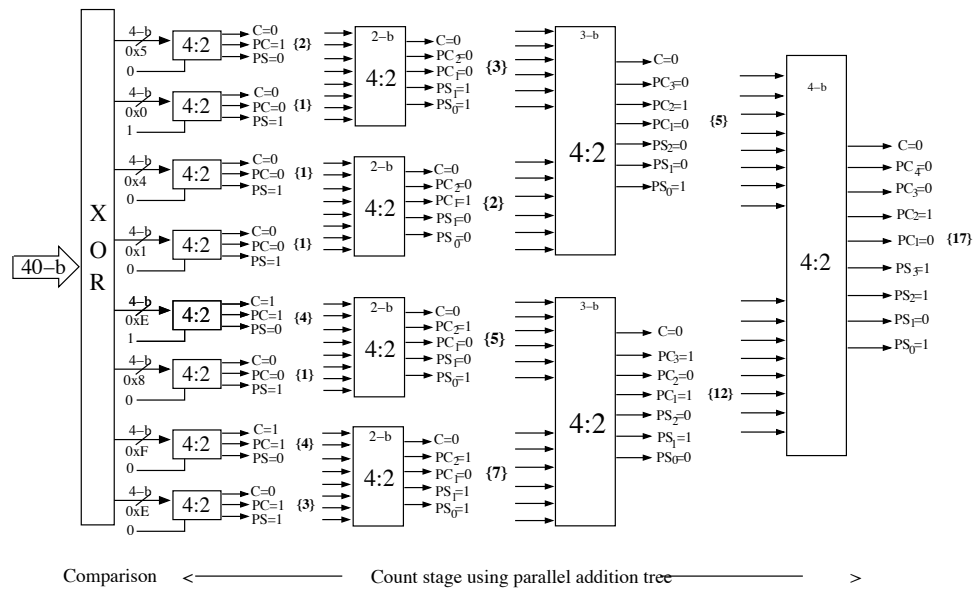 40-b
X
O
R
4-b
0x5
0
4:2
C=0
PC=1
PS=0
{2}
4-b
0x0
1
4:2
C=0
PC=0
PS=1
{1}
4-b
0x4
0
4:2
C=0
PC=0
PS=1
{1}
4-b
0x1
0
4:2
C=0
PC=0
PS=1
{1}
4-b
0xE
1
4:2
C=1
PC=1
PS=0
{4}
4-b
0x8
0
4:2
C=0
PC=0
PS=1
{1}
4-b
0xF
0
4:2
C=1
PC=1
PS=0
{4}
4-b
0xE
0
4:2
C=0
PC=1
PS=1
{3}
2-b
4:2
C=0
PC2=0
PC1=0
PS1=1
PS0=1
{3}
2-b
4:2
C=0
PC2=0
PC1=1
PS1=0
PS0=0
{2}
2-b
4:2
C=0
PC2=1
PC1=0
PS1=0
PS0=1
{5}
2-b
4:2
C=0
PC2=1
PC1=0
PS1=1
PS0=1
{7}
3-b
4:2
C=0
PC3=0
PC2=1
PC1=0
PS2=0
PS1=0
PS0=1
{5}
3-b
4:2
C=0
PC3=1
PC2=0
PC1=1
PS2=0
PS1=1
PS0=0
{12}
4-b
4:2
C=0
PC4=0
PC3=0
PC2=1
PC1=0
PS3=1
PS2=1
PS1=0
PS0=1
{17}
Comparison < Count stage using parallel addition tree >